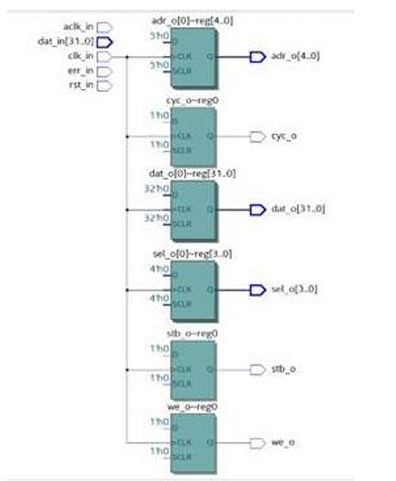 adr_o[0]~reg[4..0]
aclk_in
dat_in[31..0]
clk_in
err_in
rst_in
5'h0 D
CLK Q adr_o[4..0]
5'h0 SCLR
cyc_o~reg0
1'h0 D
CLK Q cyc_o
1'h0 SCLR
dat_o[0]~reg[31..0]
32'h0 D
CLK Q dat_o[31..0]
32'h0 SCLR
sel_o[0]~reg[3..0]
4'h0 D
CLK Q sel_o[3..0]
4'h0 SCLR
stb_o~reg0
1'h0 D
CLK Q stb_o
1'h0 SCLR
we_o~reg0
1'h0 D
CLK Q we_o
1'h0 SCLR